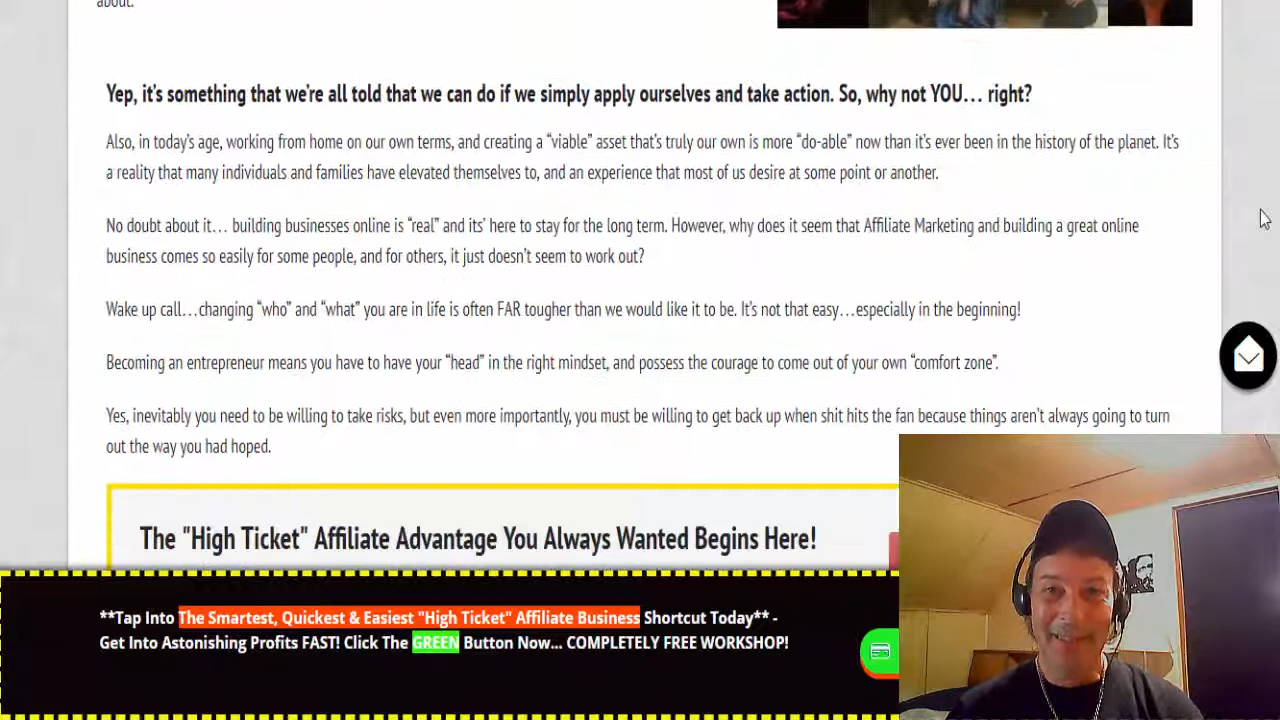 about.
Yep, it's something that we're all told that we can do if we simply apply ourselves and take action. So, why not YOU… right?
Also, in today's age, working from home on our own terms, and creating a “viable” asset that's truly our own is more “do-able” now than it's ever been in the history of the planet. It's
a reality that many individuals and families have elevated themselves to, and an experience that most of us desire at some point or another.
No doubt about it… building businesses online is “real” and its' here to stay for the long term. However, why does it seem that Affiliate Marketing and building a great online
business comes so easily for some people, and for others, it just doesn't seem to work out?
Wake up call…changing “who” and “what” you are in life is often FAR tougher than we would like it to be. It's not that easy…especially in the beginning!
Becoming an entrepreneur means you have to have your “head” in the right mindset, and possess the courage to come out of your own “comfort zone”.
Yes, inevitably you need to be willing to take risks, but even more importantly, you must be willing to get back up when shit hits the fan because things aren't always going to turn
out the way you had hoped.
The "High Ticket" Affiliate Advantage You Always Wanted Begins Here!
**Tap Into The Smartest, Quickest & Easiest "High Ticket" Affiliate Business Shortcut Today** -
Get Into Astonishing Profits FAST! Click The GREEN Button Now... COMPLETELY FREE WORKSHOP!